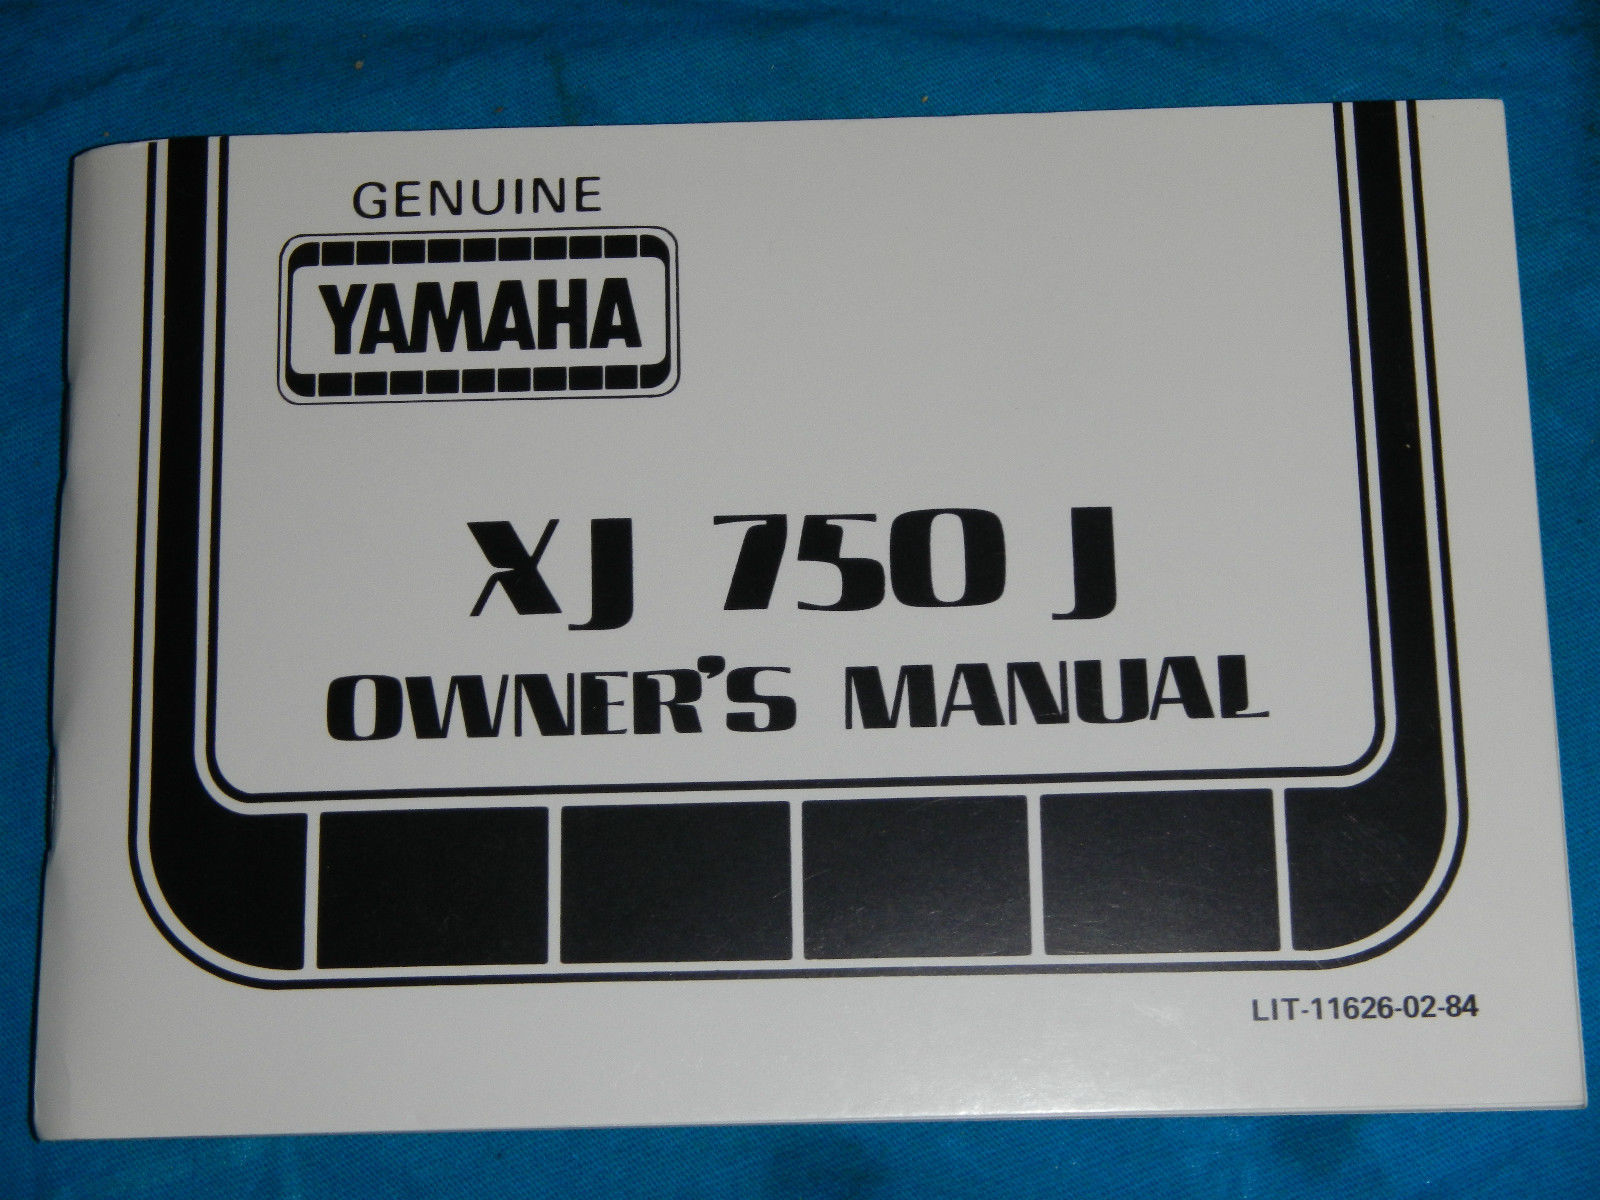 GENUINE
YAMAHA
XJ 750 J
OWNER'S MANUAL
LIT-11626-02-84